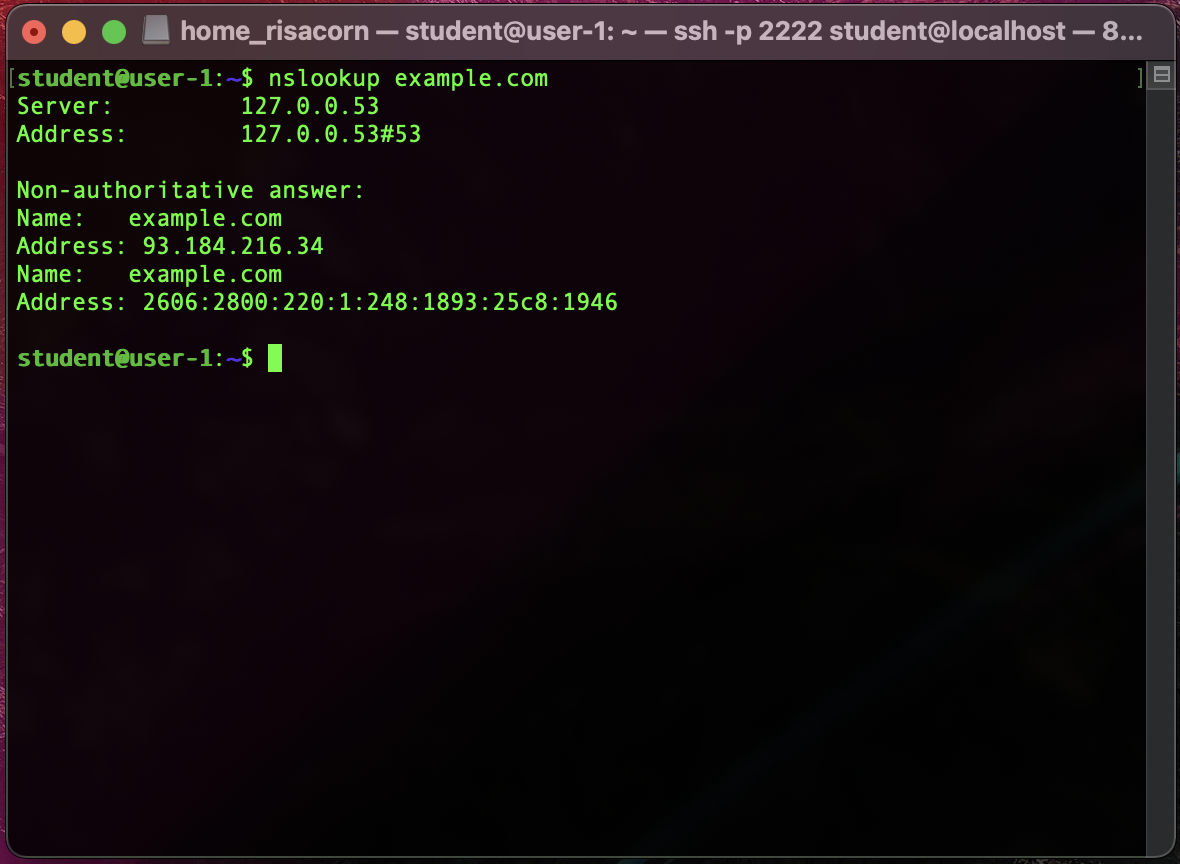 home_risacorn — student@user-1: ~ — ssh -p 2222 student@localhost — 8...
[student@user-1:~$ nslookup example.com ]
Server: 127.0.0.53
Address: 127.0.0.53#53
Non-authoritative answer:
Name: example.com
Address: 93.184.216.34
Name: example.com
Address: 2606:2800:220:1:248:1893:25c8:1946
student@user-1:~$